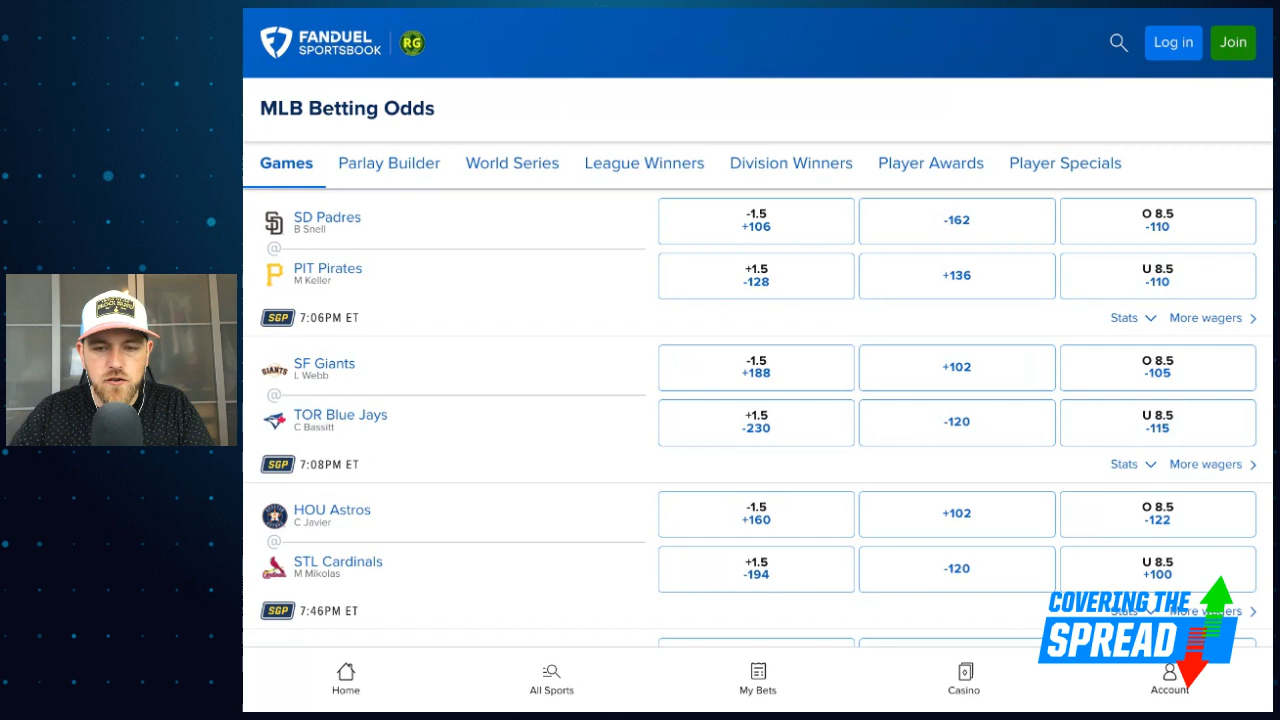 FANDUEL
SPORTSBOOK
RG
Log in
Join
MLB Betting Odds
Games Parlay Builder World Series League Winners Division Winners Player Awards Player Specials
SD Padres
B Snell
-1.5
+106
-162
O 8.5
-110
@
PIT Pirates
M Keller
+1.5
-128
+136
U 8.5
-110
SGP 7:06PM ET
Stats
More wagers
SF Giants
L Webb
-1.5
+188
+102
O 8.5
-105
@
TOR Blue Jays
C Bassitt
+1.5
-230
-120
U 8.5
-115
SGP 7:08PM ET
Stats
More wagers
HOU Astros
C Javier
-1.5
+160
+102
O 8.5
-122
@
STL Cardinals
M Mikolas
+1.5
-194
-120
U 8.5
+100
SGP 7:46PM ET
Stats
More wagers
COVERING THE
SPREAD
Home
All Sports
My Bets
Casino
Account